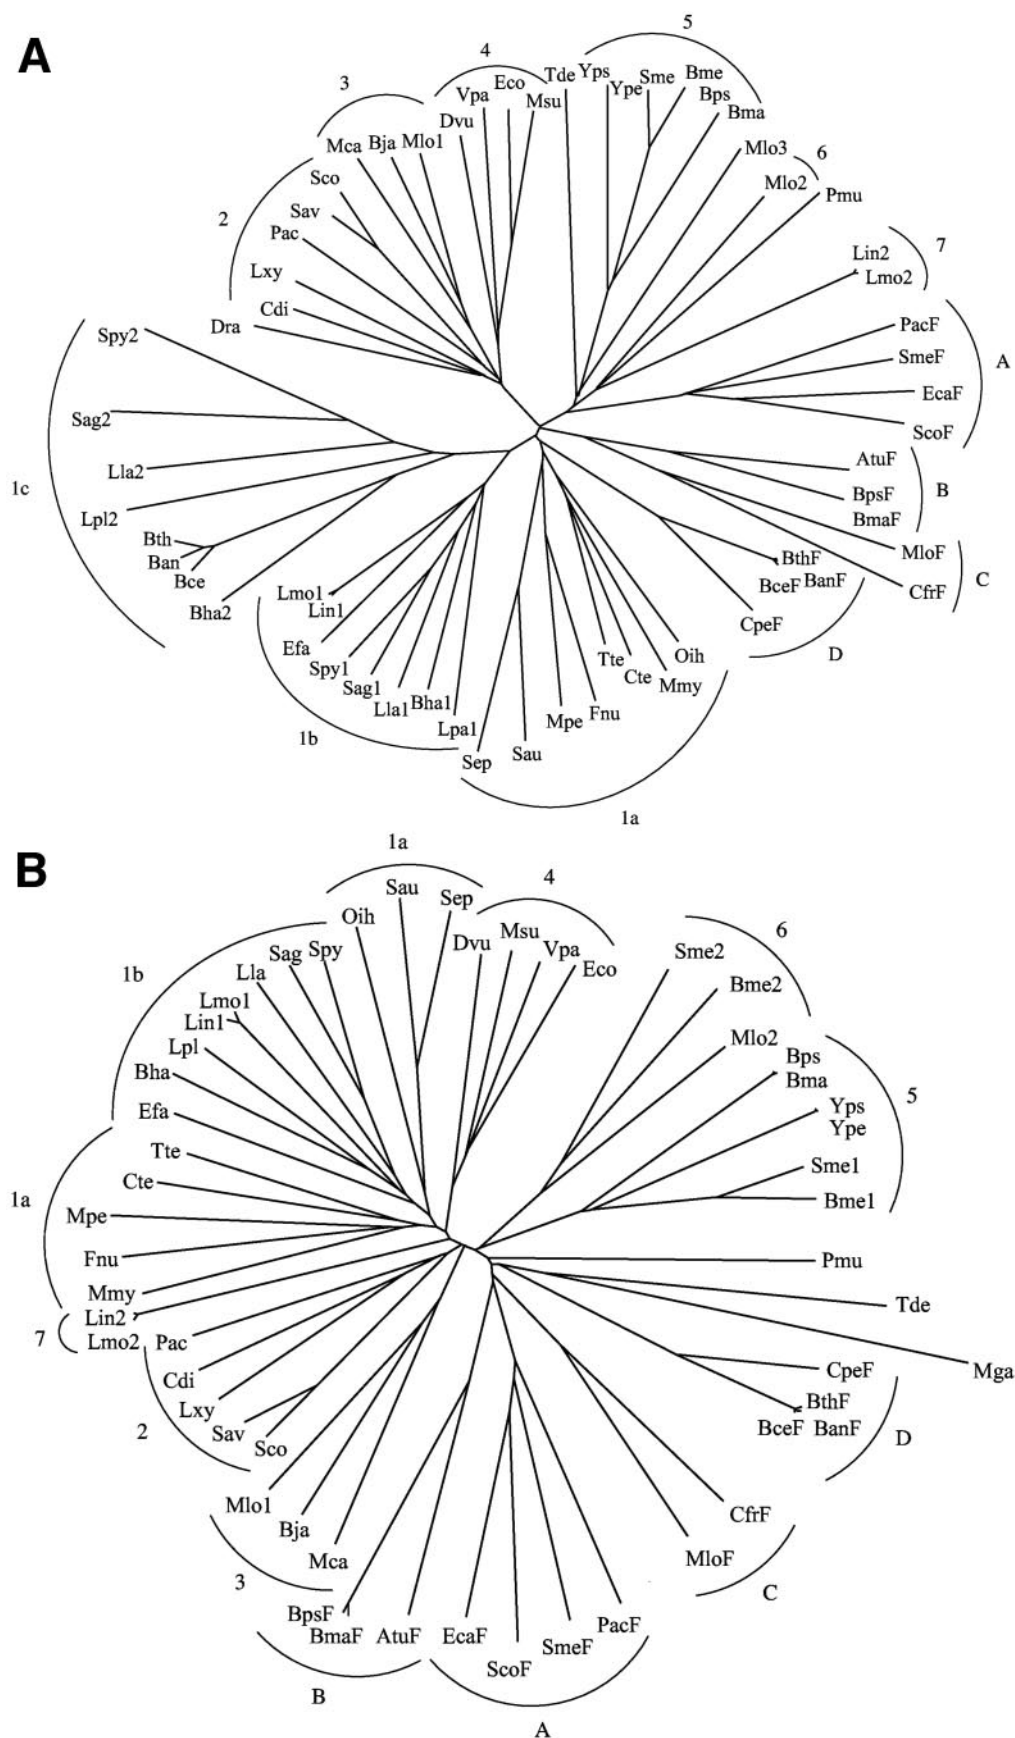 A
5
4
3
Tde
Yps
Ype
Sme
Bme
Bps
Bma
Vpa
Eco
Msu
Dvu
Mca
Bja
Mlo1
Mlo3
6
Mlo2
Pmu
Sco
2
Sav
Pac
7
Lin2
Lmo2
Lxy
Cdi
Dra
PacF
SmeF
A
EcaF
ScoF
Spy2
Sag2
Lla2
1c
Lpl2
AtuF
BpsF
B
BmaF
MloF
C
CfrF
Bth
Ban
Bce
Bha2
BthF
BceF
BanF
CpeF
D
Lmo1
Lin1
Efa
Spy1
Sag1
Lla1
Bha1
Lpa1
1b
Sep
Sau
Mpe
Fnu
Tte
Cte
Mmy
Oih
1a
B
1a
4
Sau
Sep
Oih
Dvu
Msu
Vpa
Eco
6
Sme2
Bme2
1b
Sag
Spy
Lla
Lmo1
Lin1
Lpl
Bha
Efa
Mlo2
Bps
Bma
5
Yps
Ype
Sme1
Bme1
Tte
Cte
1a
Mpe
Fnu
Mmy
Pmu
Tde
Mga
Lin2
7
Lmo2
Pac
Cdi
Lxy
2
Sav
Sco
CpeF
BthF
BceF
BanF
D
Mlo1
Bja
Mca
3
CfrF
MloF
C
BpsF
BmaF
AtuF
B
EcaF
ScoF
SmeF
PacF
A